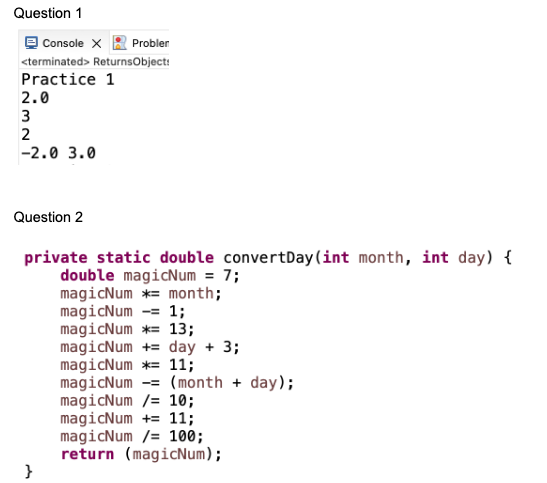 Question 1
Console Problem
<terminated> ReturnsObjects
Practice 1
2.0
3
2
-2.0 3.0
Question 2
private static double convertDay(int month, int day) {
    double magicNum = 7;
    magicNum *= month;
    magicNum -= 1;
    magicNum *= 13;
    magicNum += day + 3;
    magicNum *= 11;
    magicNum -= (month + day);
    magicNum /= 10;
    magicNum += 11;
    magicNum /= 100;
    return (magicNum);
}